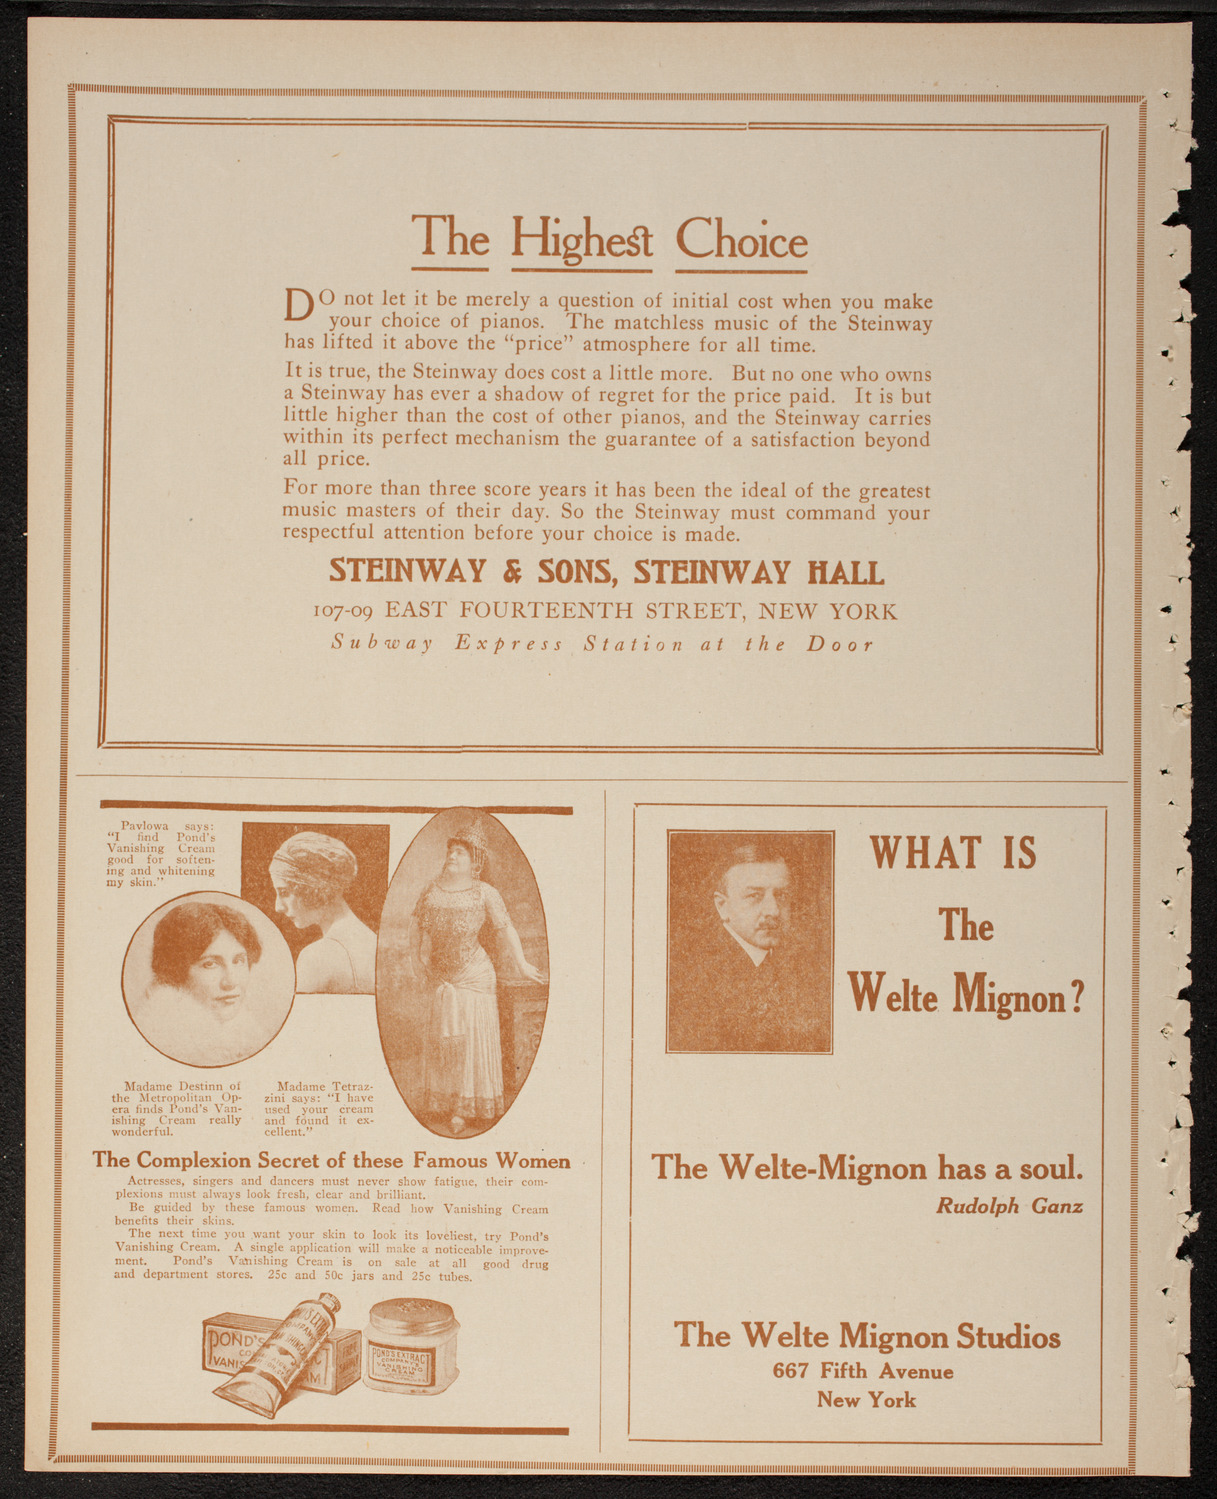 The Highest Choice
DO not let it be merely a question of initial cost when you make
your choice of pianos. The matchless music of the Steinway
has lifted it above the "price" atmosphere for all time.
It is true, the Steinway does cost a little more. But no one who owns
a Steinway has ever a shadow of regret for the price paid. It is but
little higher than the cost of other pianos, and the Steinway carries
within its perfect mechanism the guarantee of a satisfaction beyond
all price.
For more than three score years it has been the ideal of the greatest
music masters of their day. So the Steinway must command your
respectful attention before your choice is made.
STEINWAY & SONS, STEINWAY HALL
107-09 EAST FOURTEENTH STREET, NEW YORK
Subway Express Station at the Door
Pavlowa says:
"I find Pond's
Vanishing Cream
good for soften-
ing and whitening
my skin."
Madame Destinn of
the Metropolitan Op-
era finds Pond's Van-
ishing Cream really
wonderful.
Madame Tetraz-
zini says: "I have
used your cream
and found it ex-
cellent."
The Complexion Secret of these Famous Women
Actresses, singers and dancers must never show fatigue, their com-
plexions must always look fresh, clear and brilliant.
Be guided by these famous women. Read how Vanishing Cream
benefits their skins.
The next time you want your skin to look its loveliest, try Pond's
Vanishing Cream. A single application will make a noticeable improve-
ment. Pond's Vanishing Cream is on sale at all good drug
and department stores. 25c and 50c jars and 25c tubes.
POND'S
VANIS
POND'S EXTRACT
COMPANY'S
VANISHING
CREAM
WHAT IS
The
Welte Mignon?
The Welte-Mignon has a soul.
Rudolph Ganz
The Welte Mignon Studios
667 Fifth Avenue
New York